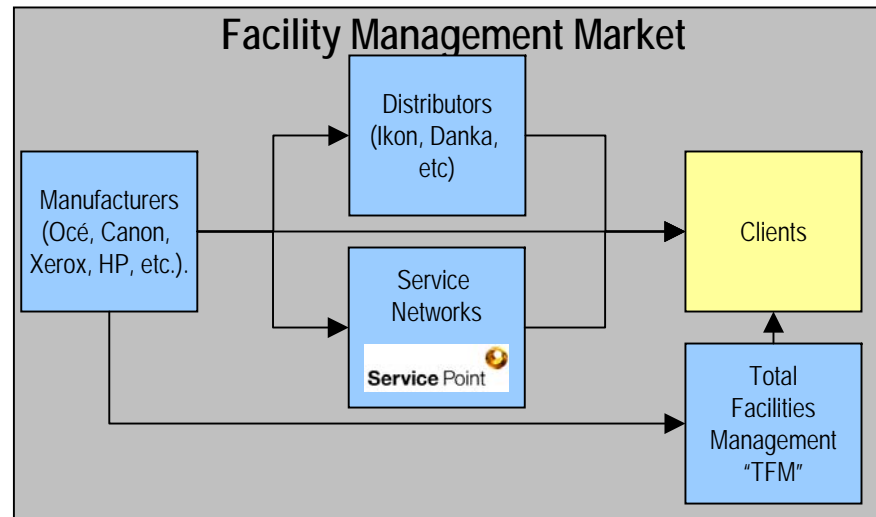 Facility Management Market
Distributors
(Ikon, Danka,
etc)
Manufacturers
(Océ, Canon,
Xerox, HP, etc.).
Clients
Service
Networks
Service Point
Total
Facilities
Management
“TFM”